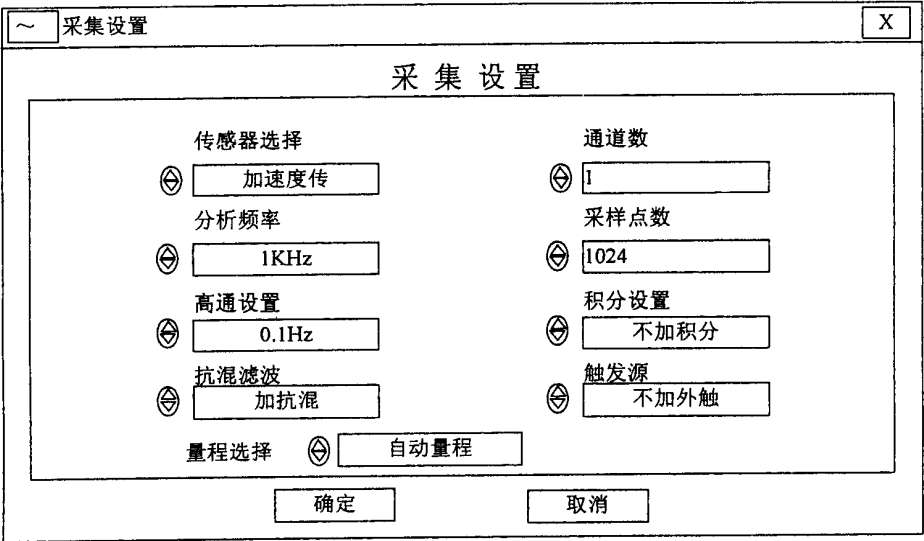 ～ 采集设置 X
采集设置
传感器选择 通道数
加速度传 1
分析频率 采样点数
1KHz 1024
高通设置 积分设置
0.1Hz 不加积分
抗混滤波 触发源
加抗混 不加外触
量程选择 自动量程
确定 取消